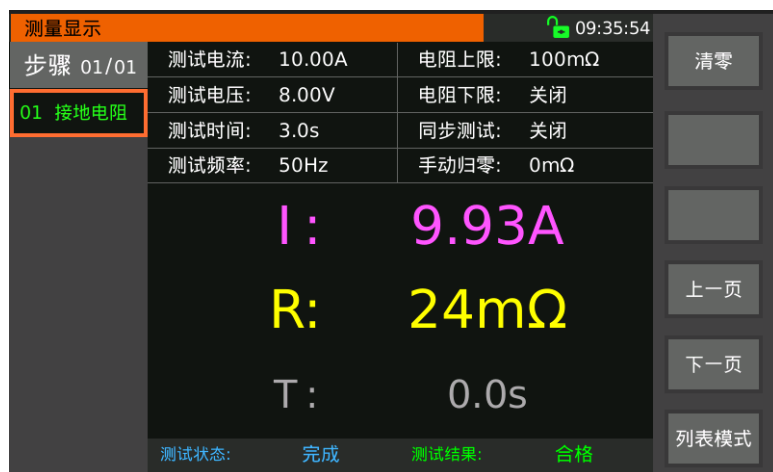 测量显示 09:35:54
步骤 01/01
01 接地电阻
测试电流: 10.00A 电阻上限: 100mΩ
测试电压: 8.00V 电阻下限: 关闭
测试时间: 3.0s 同步测试: 关闭
测试频率: 50Hz 手动归零: 0mΩ
I: 9.93A
R: 24mΩ
T: 0.0s
测试状态: 完成 测试结果: 合格
清零
上一页
下一页
列表模式